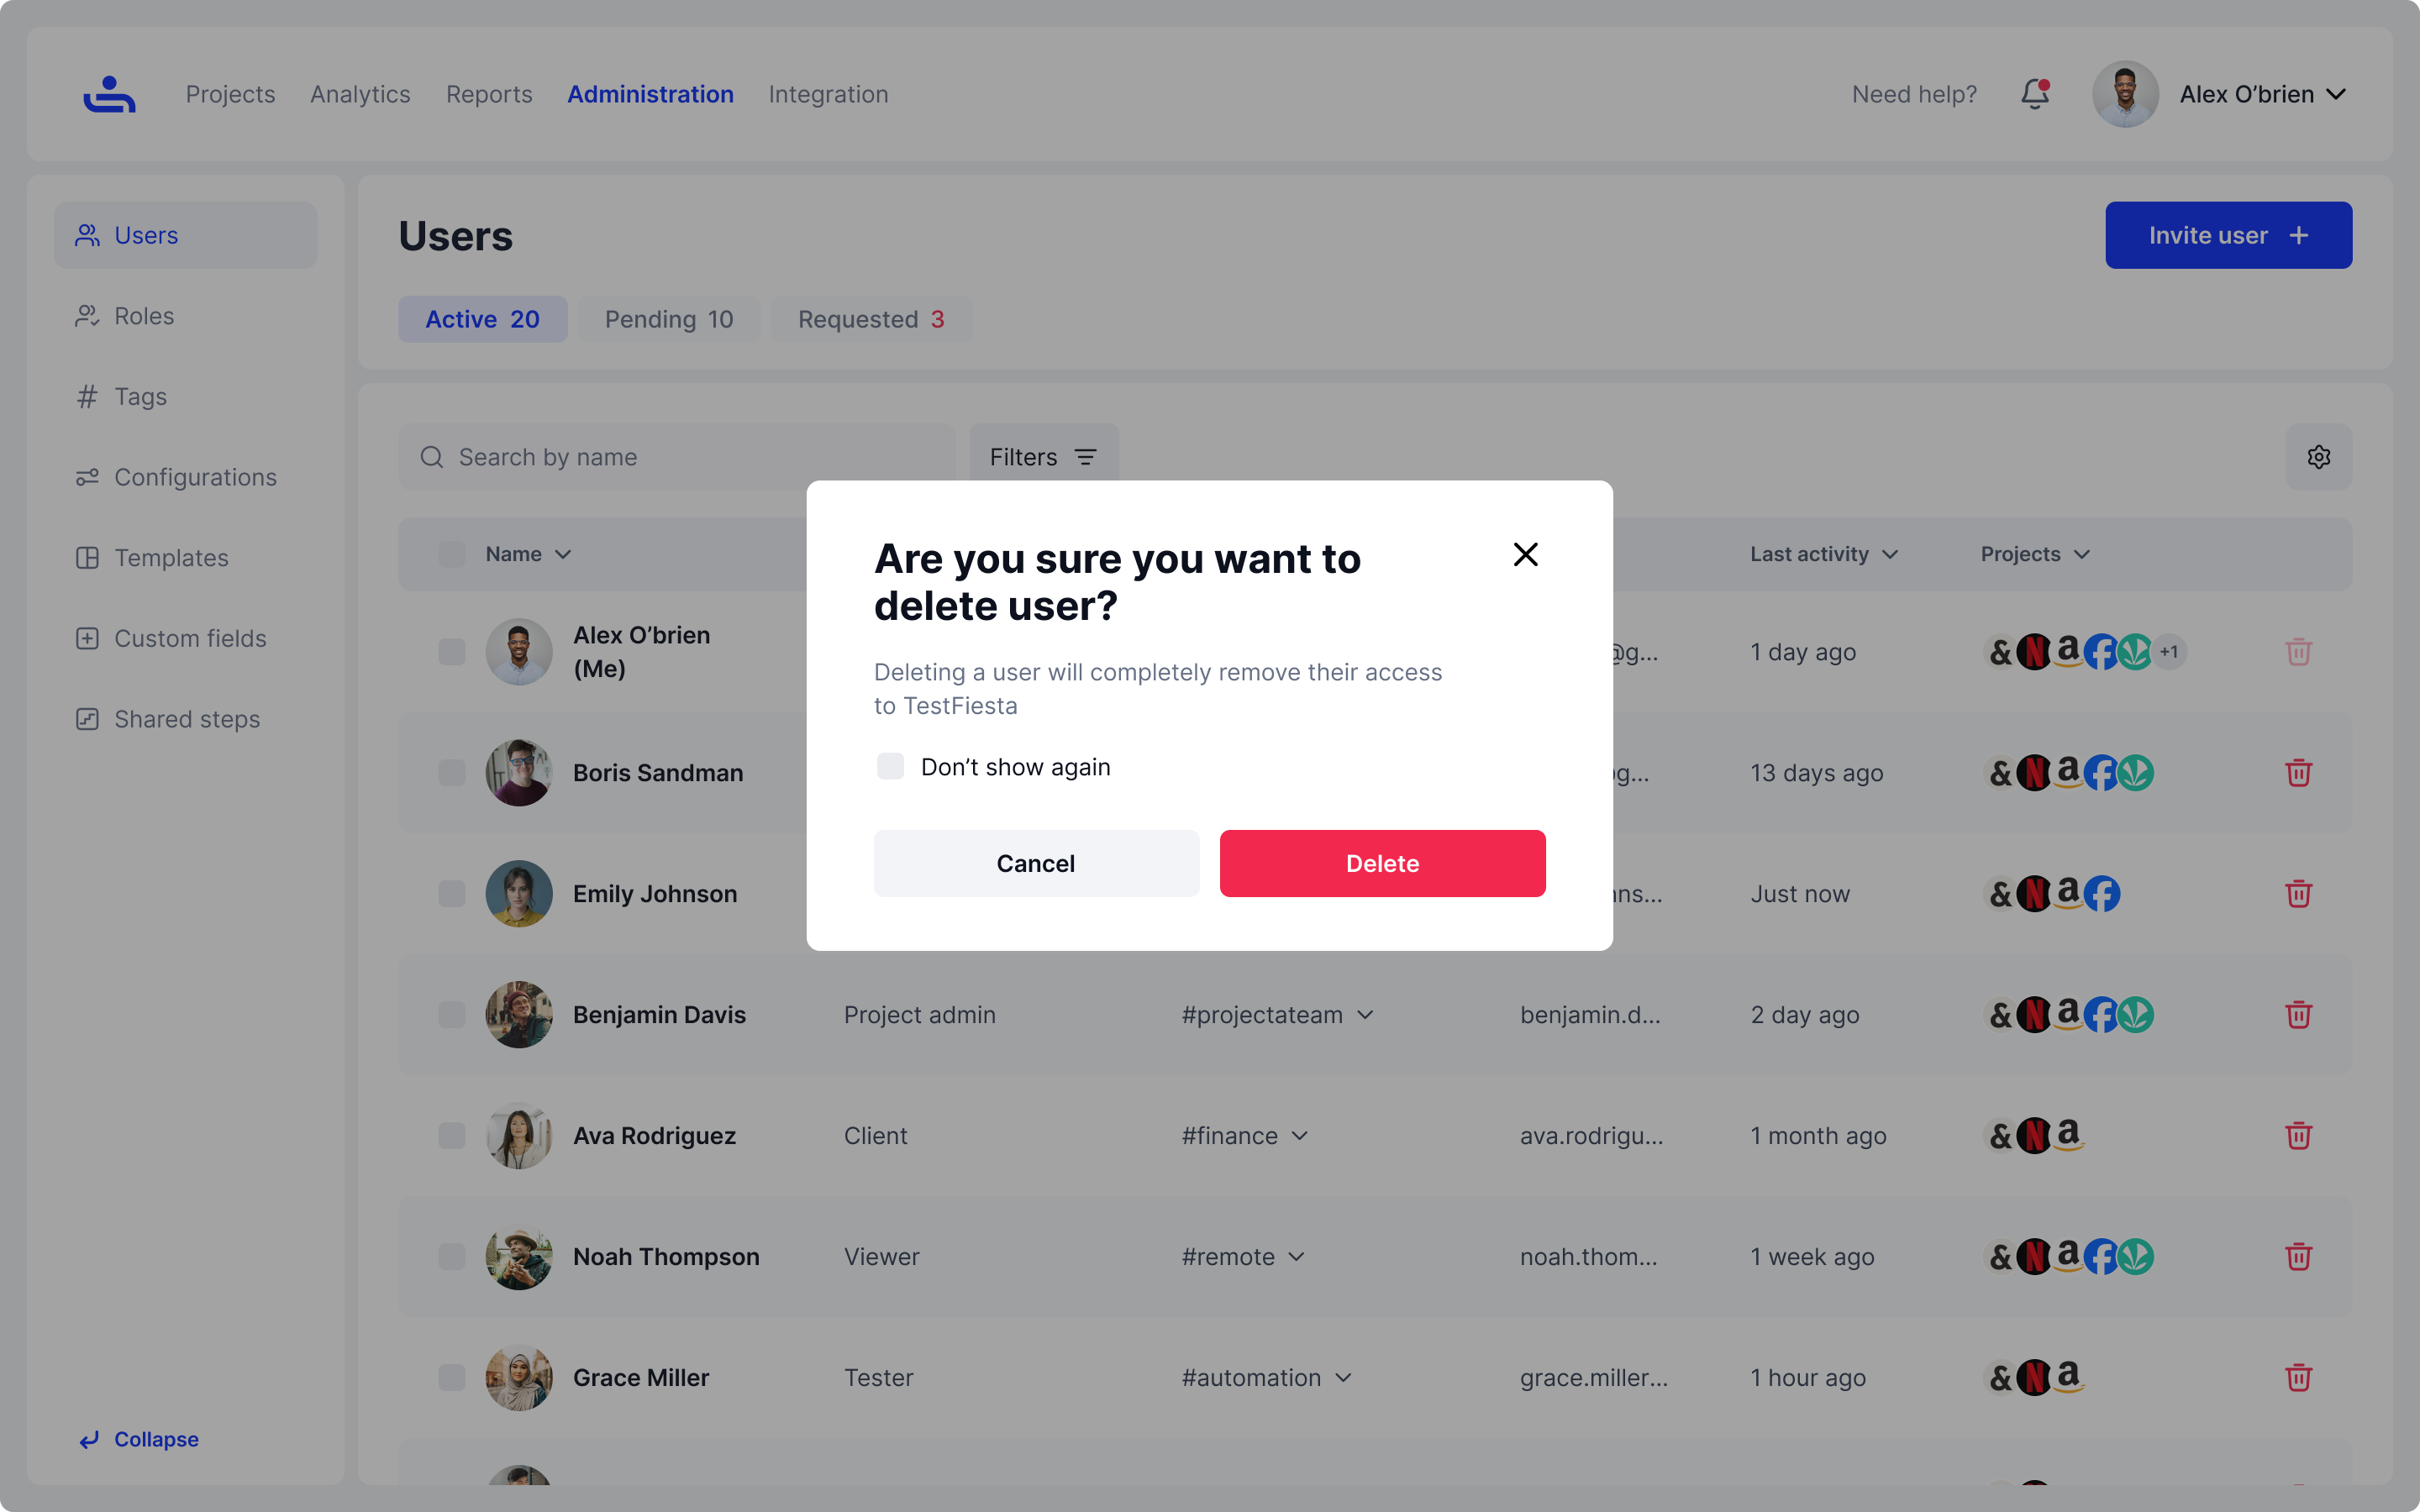 Projects Analytics Reports Administration Integration Need help? Alex O’brien
Users
Roles
Tags
Configurations
Templates
Custom fields
Shared steps
Collapse
Users
Invite user
Active 20 Pending 10 Requested 3
Search by name Filters
Name Last activity Projects
Alex O’brien
(Me)
@g... 1 day ago +1
Boris Sandman g... 13 days ago
Emily Johnson ns... Just now
Benjamin Davis Project admin #projectateam benjamin.d... 2 day ago
Ava Rodriguez Client #finance ava.rodrigu... 1 month ago
Noah Thompson Viewer #remote noah.thom... 1 week ago
Grace Miller Tester #automation grace.miller... 1 hour ago
Are you sure you want to
delete user?
Deleting a user will completely remove their access
to TestFiesta
Don’t show again
Cancel Delete